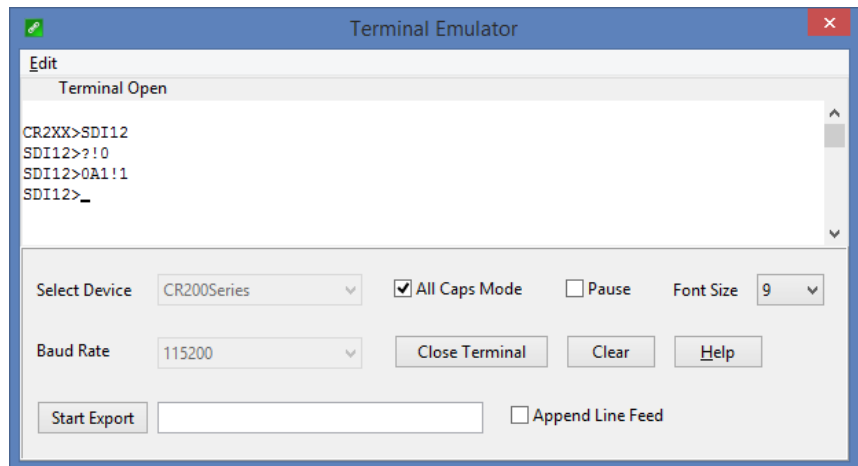 Terminal Emulator
Edit
Terminal Open
CR2XX>SDI12
SDI12>?!0
SDI12>0A1!1
SDI12>_
Select Device CR200Series All Caps Mode Pause Font Size 9
Baud Rate 115200 Close Terminal Clear Help
Start Export Append Line Feed